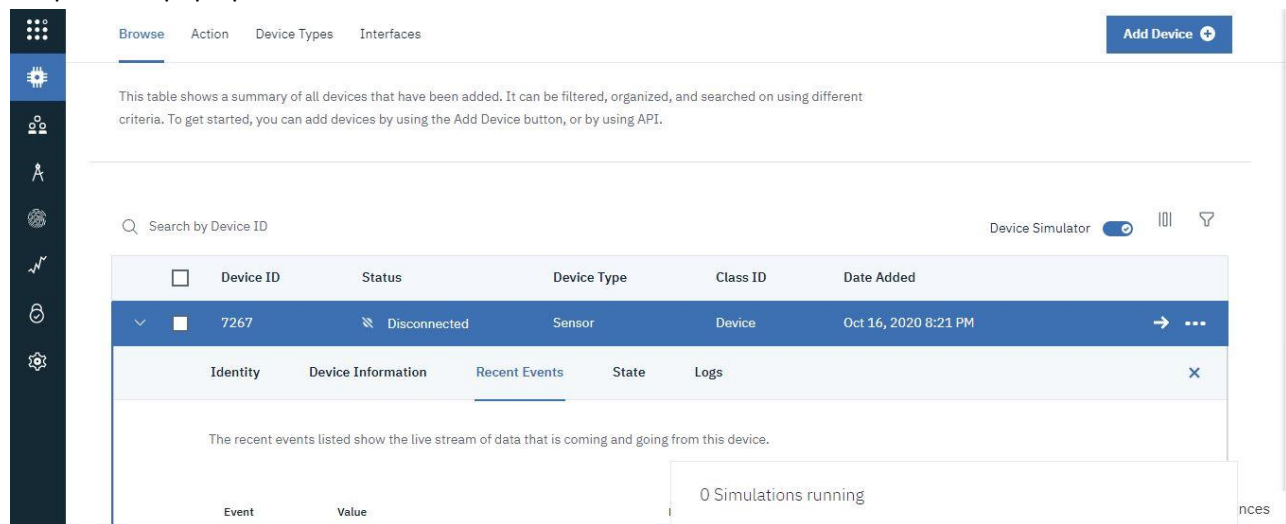 Browse Action Device Types Interfaces Add Device
This table shows a summary of all devices that have been added. It can be filtered, organized, and searched on using different
criteria. To get started, you can add devices by using the Add Device button, or by using API.
Search by Device ID Device Simulator
Device ID Status Device Type Class ID Date Added
7267 Disconnected Sensor Device Oct 16, 2020 8:21 PM
Identity Device Information Recent Events State Logs
The recent events listed show the live stream of data that is coming and going from this device.
0 Simulations running
Event Value nces